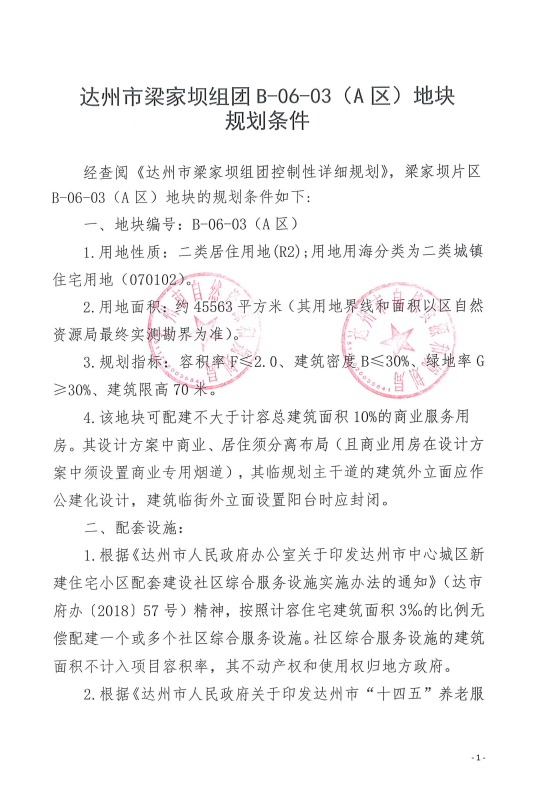 达州市梁家坝组团 B-06-03（A 区）地块
规划条件
经查阅《达州市梁家坝组团控制性详细规划》，梁家坝片区
B-06-03（A 区）地块的规划条件如下:
一、地块编号：B-06-03（A 区）
1.用地性质：二类居住用地(R2);用地用海分类为二类城镇
住宅用地（070102）。
2.用地面积：约 45563 平方米（其用地界线和面积以区自然
资源局最终实测勘界为准）。
3.规划指标：容积率 F≤2.0、建筑密度 B≤30%、绿地率 G
≥30%、建筑限高 70 米。
4.该地块可配建不大于计容总建筑面积 10%的商业服务用
房。其设计方案中商业、居住须分离布局（且商业用房在设计方
案中须设置商业专用烟道），其临规划主干道的建筑外立面应作
公建化设计，建筑临街外立面设置阳台时应封闭。
二、配套设施：
1.根据《达州市人民政府办公室关于印发达州市中心城区新
建住宅小区配套建设社区综合服务设施实施办法的通知》（达市
府办〔2018〕57 号）精神，按照计容住宅建筑面积 3‰的比例无
偿配建一个或多个社区综合服务设施。社区综合服务设施的建筑
面积不计入项目容积率，其不动产权和使用权归地方政府。
2.根据《达州市人民政府关于印发达州市“十四五”养老服
- 1 -